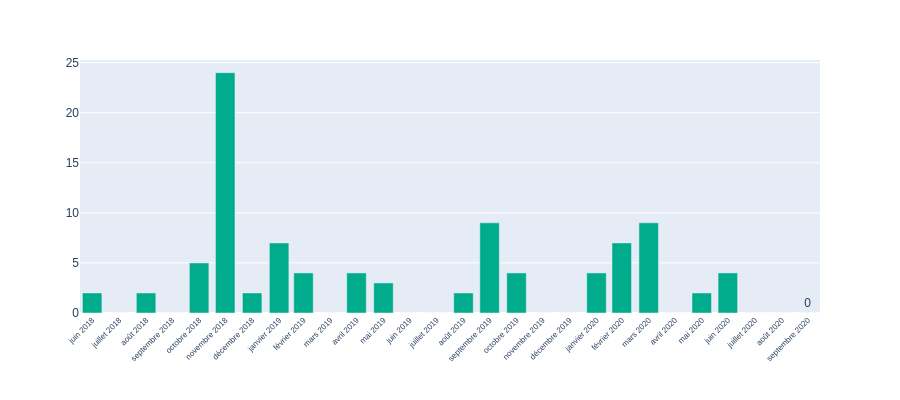 25
20
15
10
5
0
0
juin 2018
juillet 2018
août 2018
septembre 2018
octobre 2018
novembre 2018
décembre 2018
janvier 2019
février 2019
mars 2019
avril 2019
mai 2019
juin 2019
juillet 2019
août 2019
septembre 2019
octobre 2019
novembre 2019
décembre 2019
janvier 2020
février 2020
mars 2020
avril 2020
mai 2020
juin 2020
juillet 2020
août 2020
septembre 2020